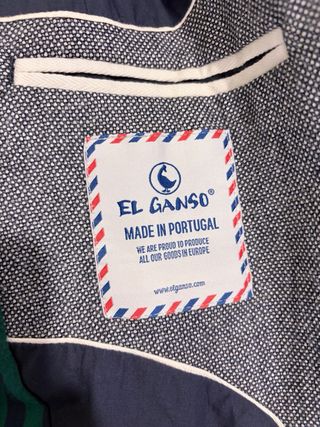 EL GANSO®
MADE IN PORTUGAL
WE ARE PROUD TO PRODUCE
ALL OUR GOODS IN EUROPE
www.elganso.com